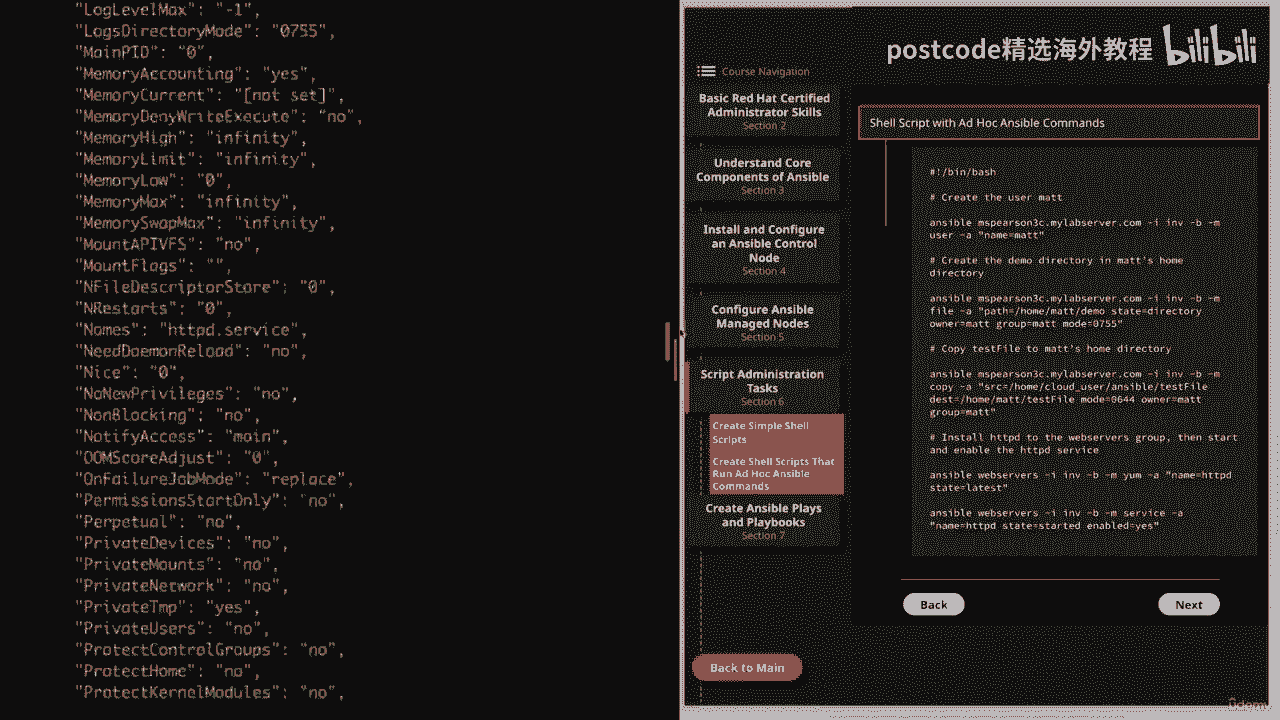 "LogLevelMax": "-1",
"LogsDirectoryMode": "0755",
"MainPID": "0",
"MemoryAccounting": "yes",
"MemoryCurrent": "[not set]",
"MemoryDenyWriteExecute": "no",
"MemoryHigh": "infinity",
"MemoryLimit": "infinity",
"MemoryLow": "0",
"MemoryMax": "infinity",
"MemorySwapMax": "infinity",
"MountAPIVFS": "no",
"MountFlags": "",
"NFileDescriptorStore": "0",
"NRestarts": "0",
"Names": "httpd.service",
"NeedDaemonReload": "no",
"Nice": "0",
"NoNewPrivileges": "no",
"NonBlocking": "no",
"NotifyAccess": "main",
"OOMScoreAdjust": "0",
"OnFailureJobMode": "replace",
"PermissionsStartOnly": "no",
"Perpetual": "no",
"PrivateDevices": "no",
"PrivateMounts": "no",
"PrivateNetwork": "no",
"PrivateTmp": "yes",
"PrivateUsers": "no",
"ProtectControlGroups": "no",
"ProtectHome": "no",
"ProtectKernelModules": "no",
postcode精选海外教程 bilibili
Course Navigation
Basic Red Hat Certified
Administrator Skills
Section 2
Understand Core
Components of Ansible
Section 3
Install and Configure
an Ansible Control
Node
Section 4
Configure Ansible
Managed Nodes
Section 5
Script Administration
Tasks
Section 6
Create Simple Shell
Scripts
Create Shell Scripts That
Run Ad Hoc Ansible
Commands
Create Ansible Plays
and Playbooks
Section 7
Back to Main
Shell Script with Ad Hoc Ansible Commands
#!/bin/bash
# Create the user matt
ansible mspearson3c.mylabserver.com -i inv -b -m
user -a "name=matt"
# Create the demo directory in matt's home
directory
ansible mspearson3c.mylabserver.com -i inv -b -m
file -a "path=/home/matt/demo state=directory
owner=matt group=matt mode=0755"
# Copy testFile to matt's home directory
ansible mspearson3c.mylabserver.com -i inv -b -m
copy -a "src=/home/cloud_user/ansible/testFile
dest=/home/matt/testFile mode=0644 owner=matt
group=matt"
# Install httpd to the webservers group, then start
and enable the httpd service
ansible webservers -i inv -b -m yum -a "name=httpd
state=latest"
ansible webservers -i inv -b -m service -a
"name=httpd state=started enabled=yes"
Back
Next
Udemy